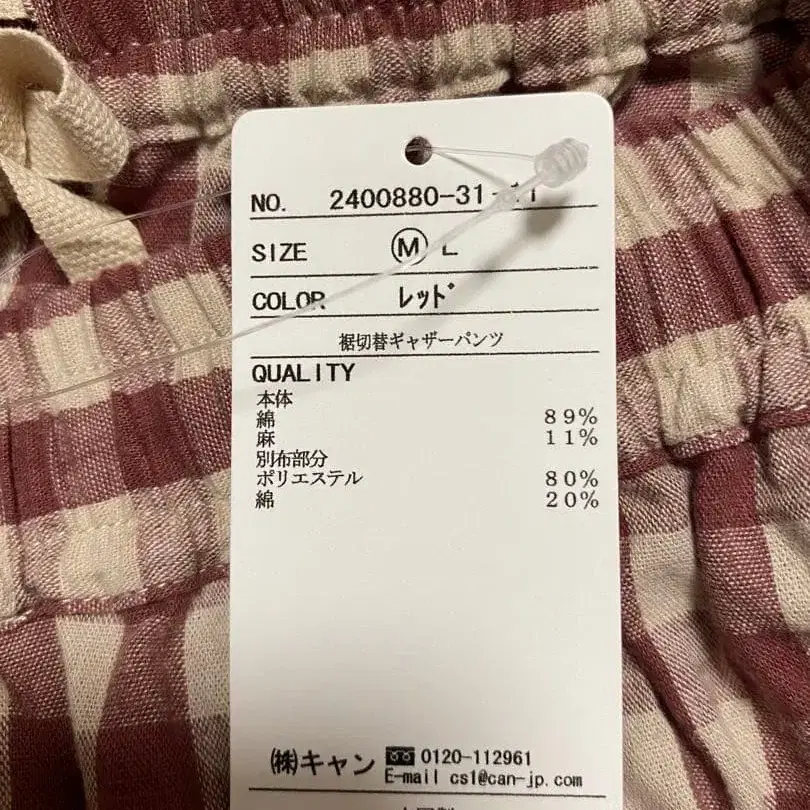 NO. 2400880-31-
SIZE Ⓜ L
COLOR レッド
裾切替ギャザーパンツ
QUALITY
本体
綿 89%
麻 11%
別布部分
ポリエステル 80%
綿 20%
㈱キャン 0120-112961
E-mail cs1@can-jp.com